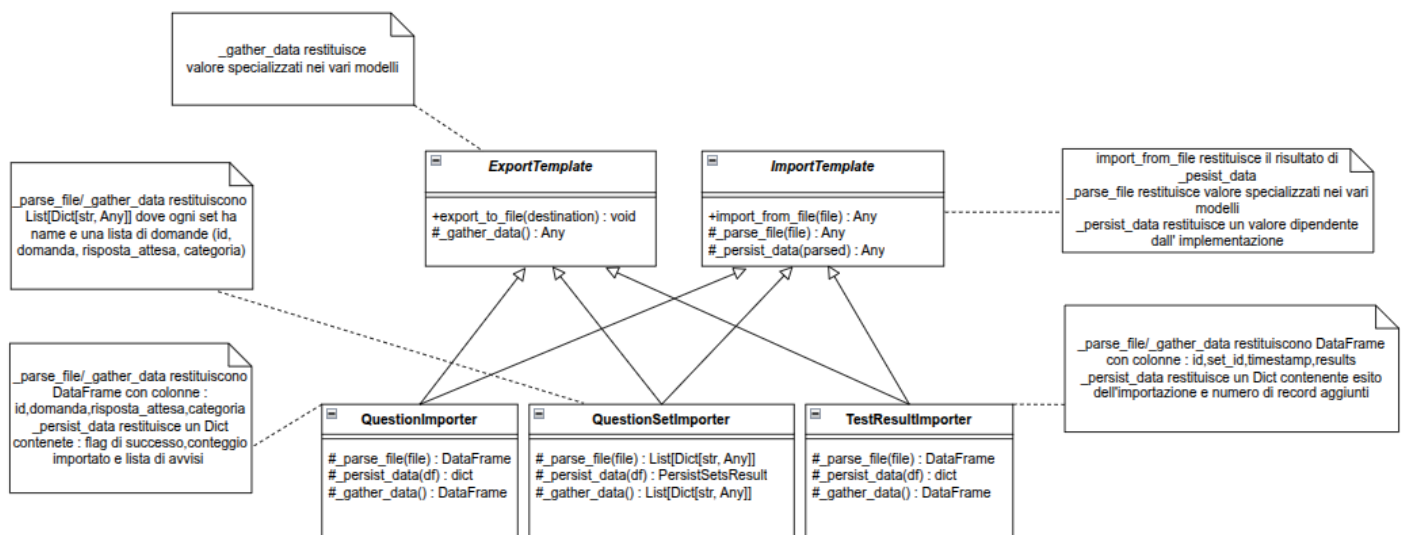 _gather_data restituisce
valore specializzati nei vari modelli
ExportTemplate
+export_to_file(destination) : void
#_gather_data() : Any
ImportTemplate
+import_from_file(file) : Any
#_parse_file(file) : Any
#_persist_data(parsed) : Any
import_from_file restituisce il risultato di
_pesist_data
_parse_file restituisce valore specializzati nei vari
modelli
_persist_data restituisce un valore dipendente
dall' implementazione
_parse_file/_gather_data restituiscono
List[Dict[str, Any]] dove ogni set ha
name e una lista di domande (id,
domanda, risposta_attesa, categoria)
_parse_file/_gather_data restituiscono
DataFrame con colonne :
id,domanda,risposta_attesa,categoria
_persist_data restituisce un Dict
contenete : flag di successo,conteggio
importato e lista di avvisi
_parse_file/_gather_data restituiscono DataFrame
con colonne : id,set_id,timestamp,results
_persist_data restituisce un Dict contenente esito
dell'importazione e numero di record aggiunti
QuestionImporter
#_parse_file(file) : DataFrame
#_persist_data(df) : dict
#_gather_data() : DataFrame
QuestionSetImporter
#_parse_file(file) : List[Dict[str, Any]]
#_persist_data(df) : PersistSetsResult
#_gather_data() : List[Dict[str, Any]]
TestResultImporter
#_parse_file(file) : DataFrame
#_persist_data(df) : dict
#_gather_data() : DataFrame